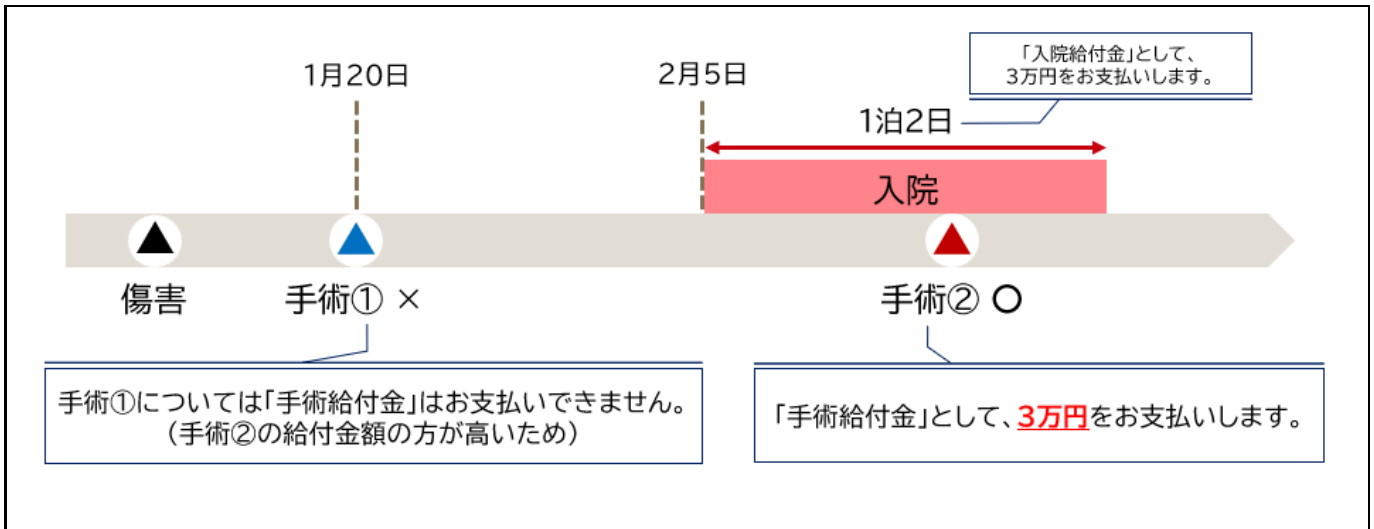 「入院給付金」として、
3万円をお支払いします。
1月20日
2月5日
1泊2日
入院
傷害
手術① ×
手術② 〇
手術①については「手術給付金」はお支払いできません。
（手術②の給付金額の方が高いため）
「手術給付金」として、3万円をお支払いします。